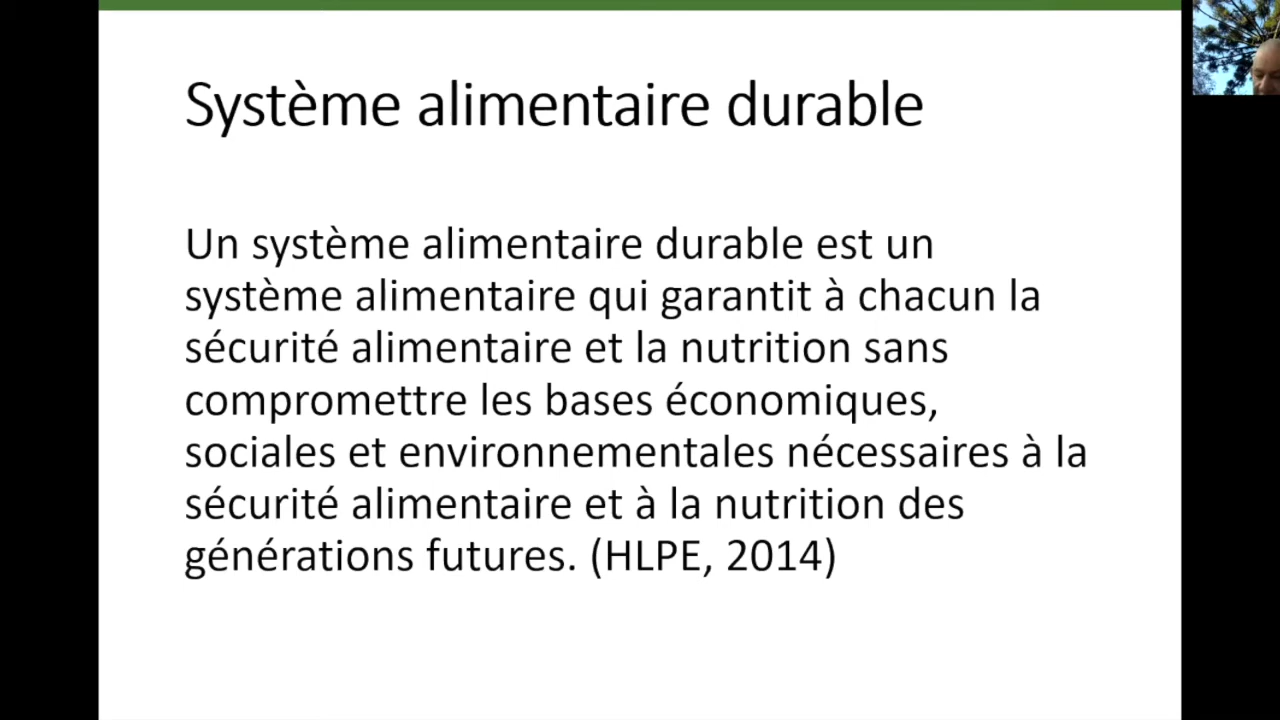 Système alimentaire durable
Un système alimentaire durable est un
système alimentaire qui garantit à chacun la
sécurité alimentaire et la nutrition sans
compromettre les bases économiques,
sociales et environnementales nécessaires à la
sécurité alimentaire et à la nutrition des
générations futures. (HLPE, 2014)